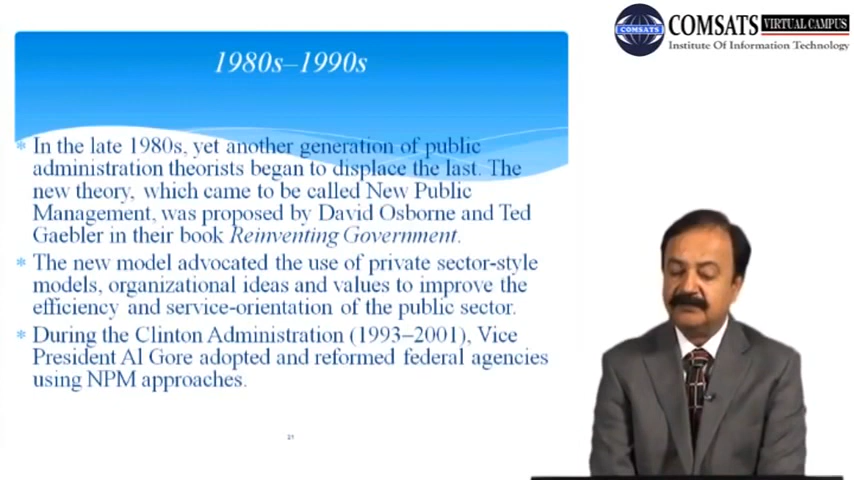 COMSATS VIRTUAL CAMPUS
COMSATS
Institute Of Information Technology
1980s–1990s
In the late 1980s, yet another generation of public
administration theorists began to displace the last. The
new theory, which came to be called New Public
Management, was proposed by David Osborne and Ted
Gaebler in their book Reinventing Government.
The new model advocated the use of private sector-style
models, organizational ideas and values to improve the
efficiency and service-orientation of the public sector.
During the Clinton Administration (1993–2001), Vice
President Al Gore adopted and reformed federal agencies
using NPM approaches.
21